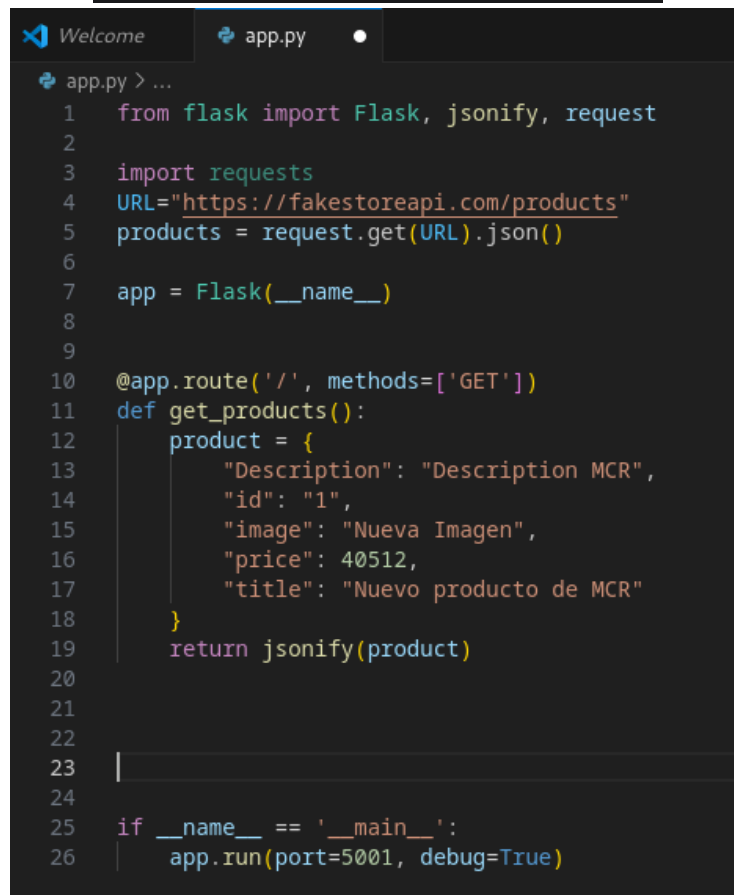 Welcome app.py
app.py > ...
1 from flask import Flask, jsonify, request
2
3 import requests
4 URL="https://fakestoreapi.com/products"
5 products = request.get(URL).json()
6
7 app = Flask(__name__)
8
9
10 @app.route('/', methods=['GET'])
11 def get_products():
12     product = {
13         "Description": "Description MCR",
14         "id": "1",
15         "image": "Nueva Imagen",
16         "price": 40512,
17         "title": "Nuevo producto de MCR"
18     }
19     return jsonify(product)
20
21
22
23
24
25 if __name__ == '__main__':
26     app.run(port=5001, debug=True)